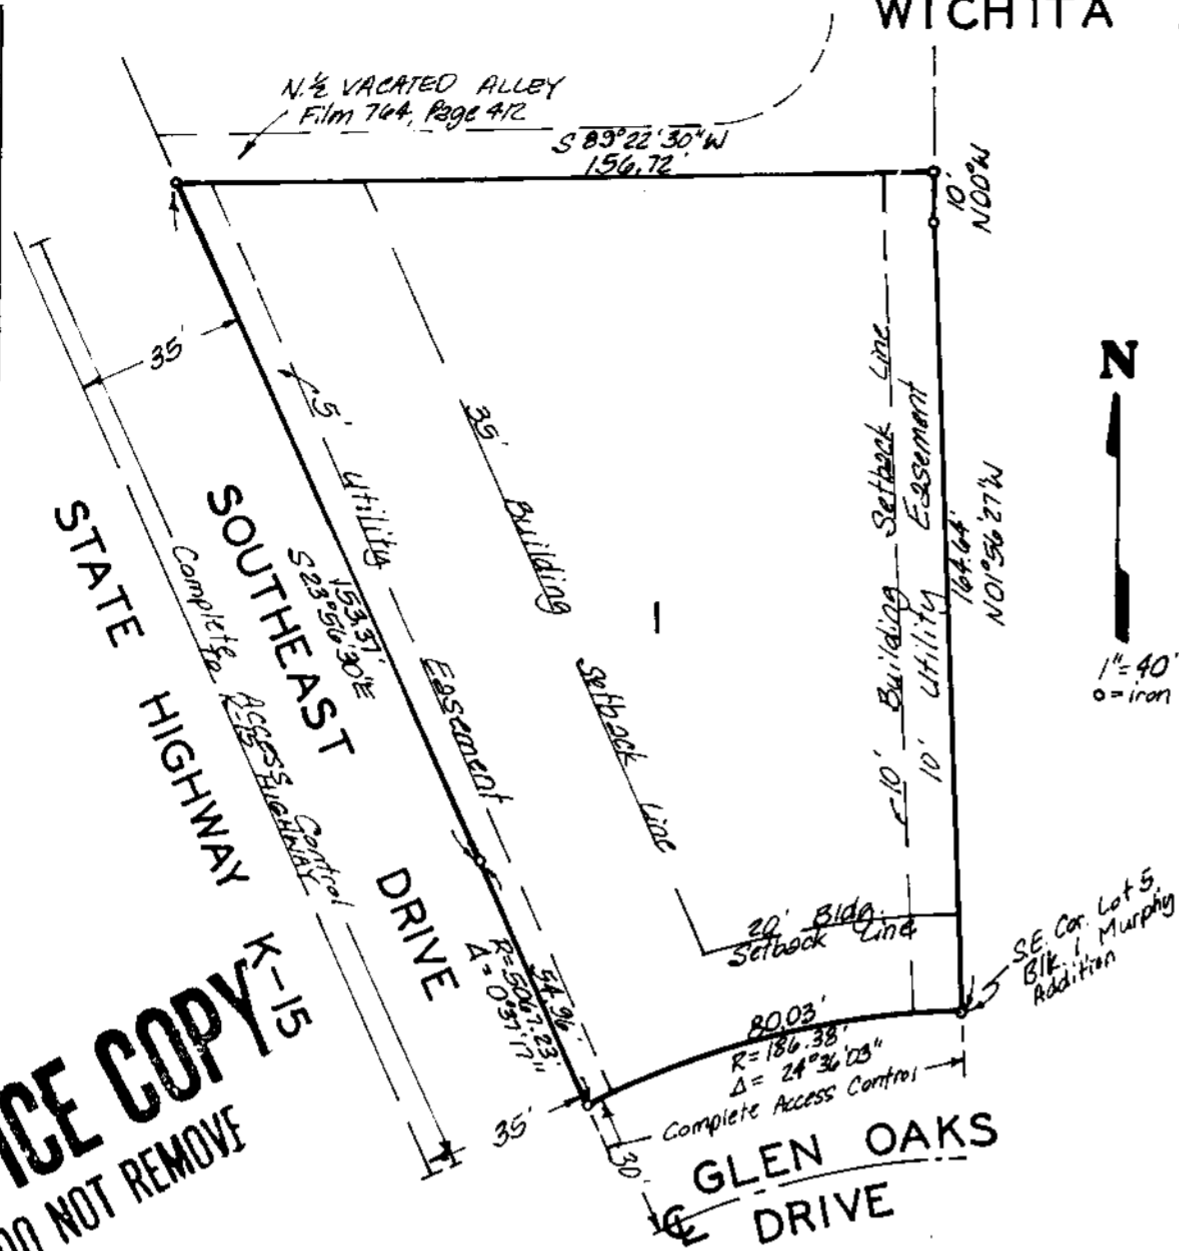 WICHITA
N.½ VACATED ALLEY
Film 764, Page 412
S 89°22'30"W
156.72'
10'
N00°W
35'
5' Utility Easement
35' Building Setback Line
10' Building Setback Line
10' Utility Easement
164.64'
N01°56'27"W
N
1"=40'
o=iron
STATE HIGHWAY K-15
Complete Access Control
to K-15 HIGHWAY
SOUTHEAST DRIVE
153.37'
S23°56'30"E
1
20' Bldg.
Setback Line
S.E. Cor. Lot 5,
Blk. 1 Murphy
Addition
54.96'
R=5067.23'
Δ=0°37'17"
80.03'
R=186.38'
Δ= 24°36'03"
Complete Access Control
35'
30'
GLEN OAKS
DRIVE
℄
ICE COPY
DO NOT REMOVE